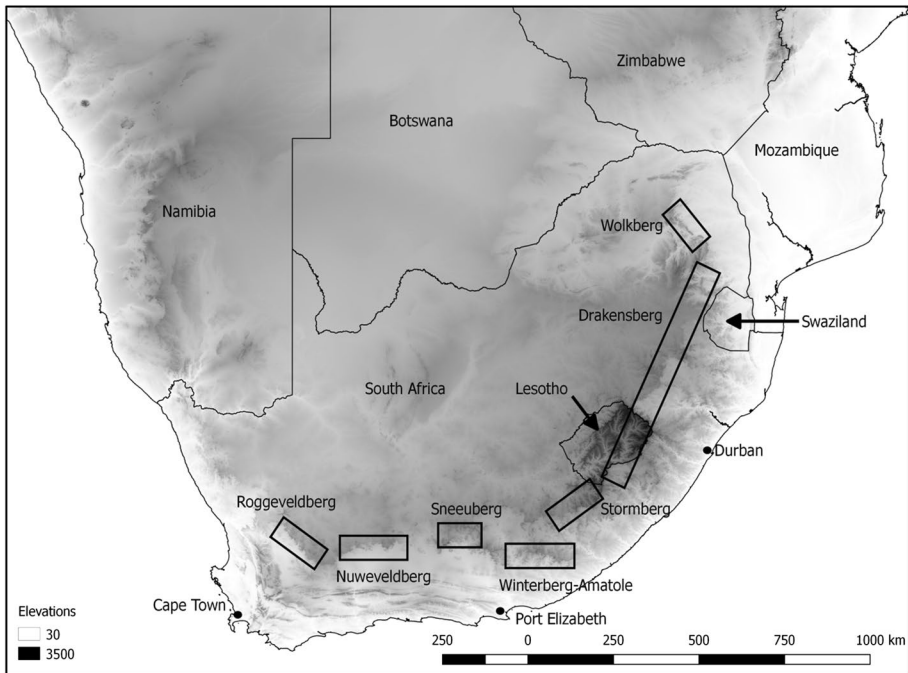 Zimbabwe
Botswana
Mozambique
Namibia
Wolkberg
Drakensberg
Swaziland
South Africa
Lesotho
Durban
Roggeveldberg
Sneeuberg
Stormberg
Nuweveldberg
Winterberg-Amatole
Cape Town
Port Elizabeth
Elevations
30
3500
250 0 250 500 750 1000 km